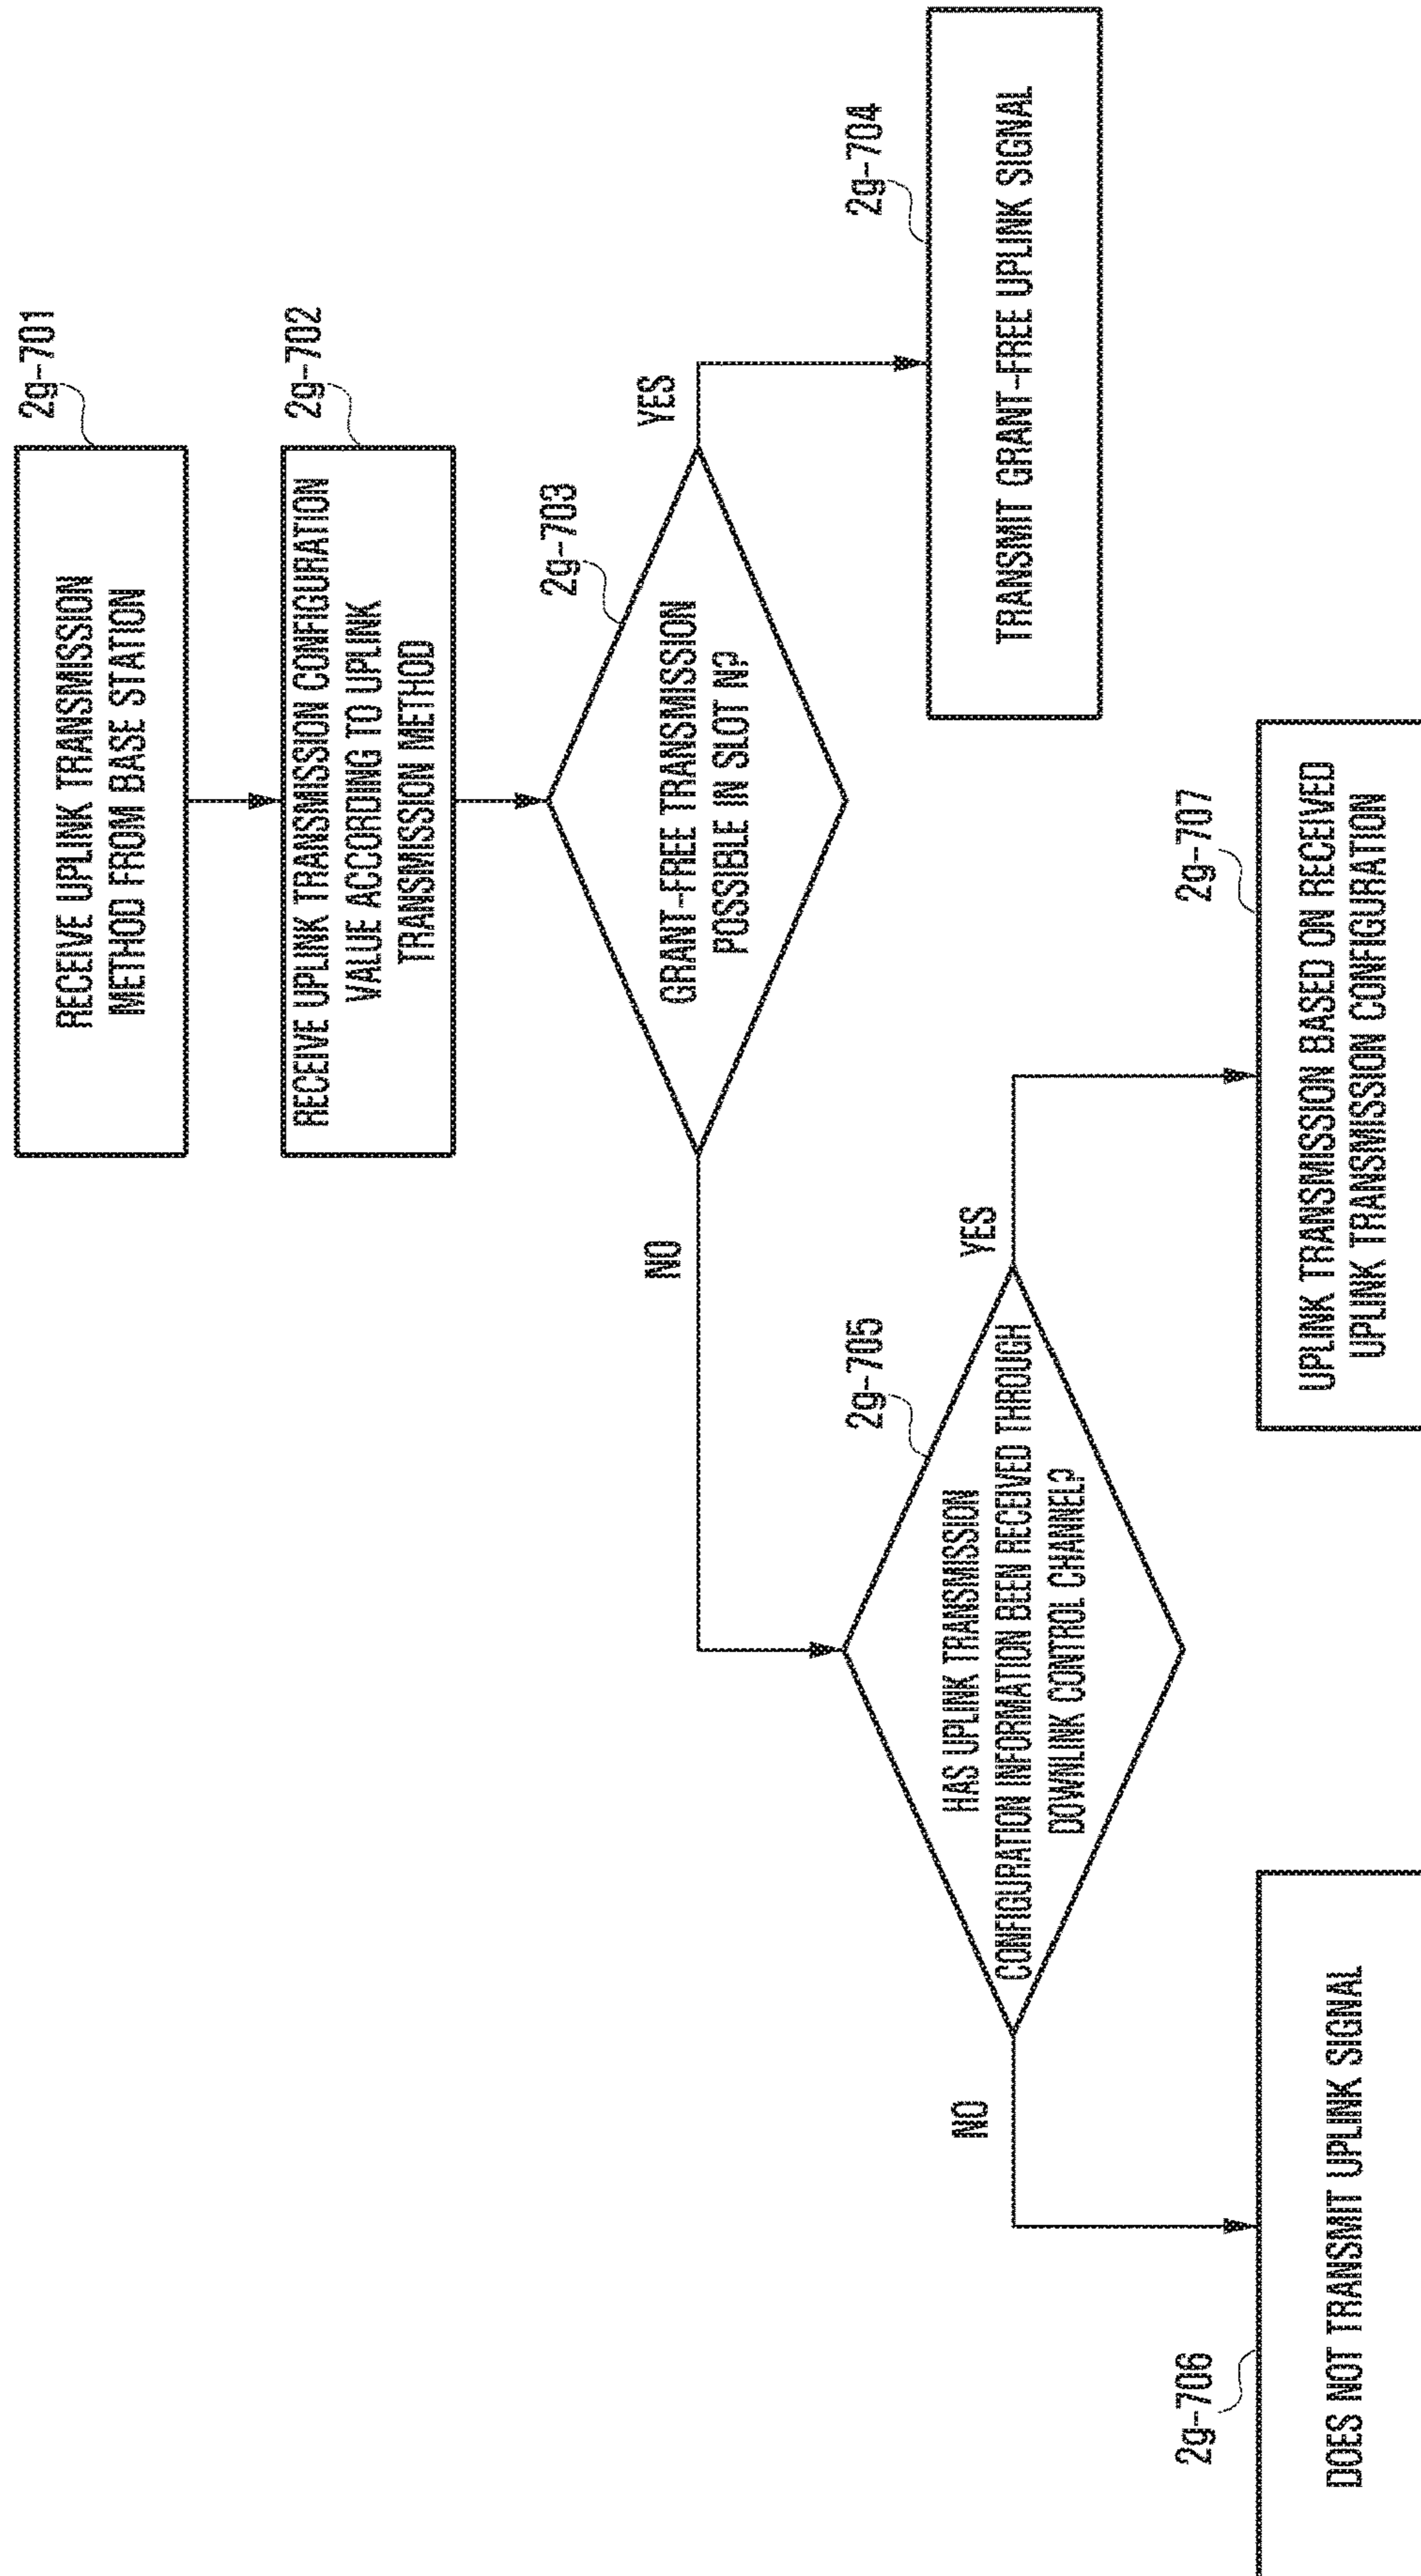 2g-701
RECEIVE UPLINK TRANSMISSION
METHOD FROM BASE STATION
2g-702
RECEIVE UPLINK TRANSMISSION CONFIGURATION
VALUE ACCORDING TO UPLINK
TRANSMISSION METHOD
2g-703
GRANT-FREE TRANSMISSION
POSSIBLE IN SLOT N?
NO
YES
2g-704
TRANSMIT GRANT-FREE UPLINK SIGNAL
2g-705
HAS UPLINK TRANSMISSION
CONFIGURATION INFORMATION BEEN RECEIVED THROUGH
DOWNLINK CONTROL CHANNEL?
NO
YES
2g-706
DOES NOT TRANSMIT UPLINK SIGNAL
2g-707
UPLINK TRANSMISSION BASED ON RECEIVED
UPLINK TRANSMISSION CONFIGURATION